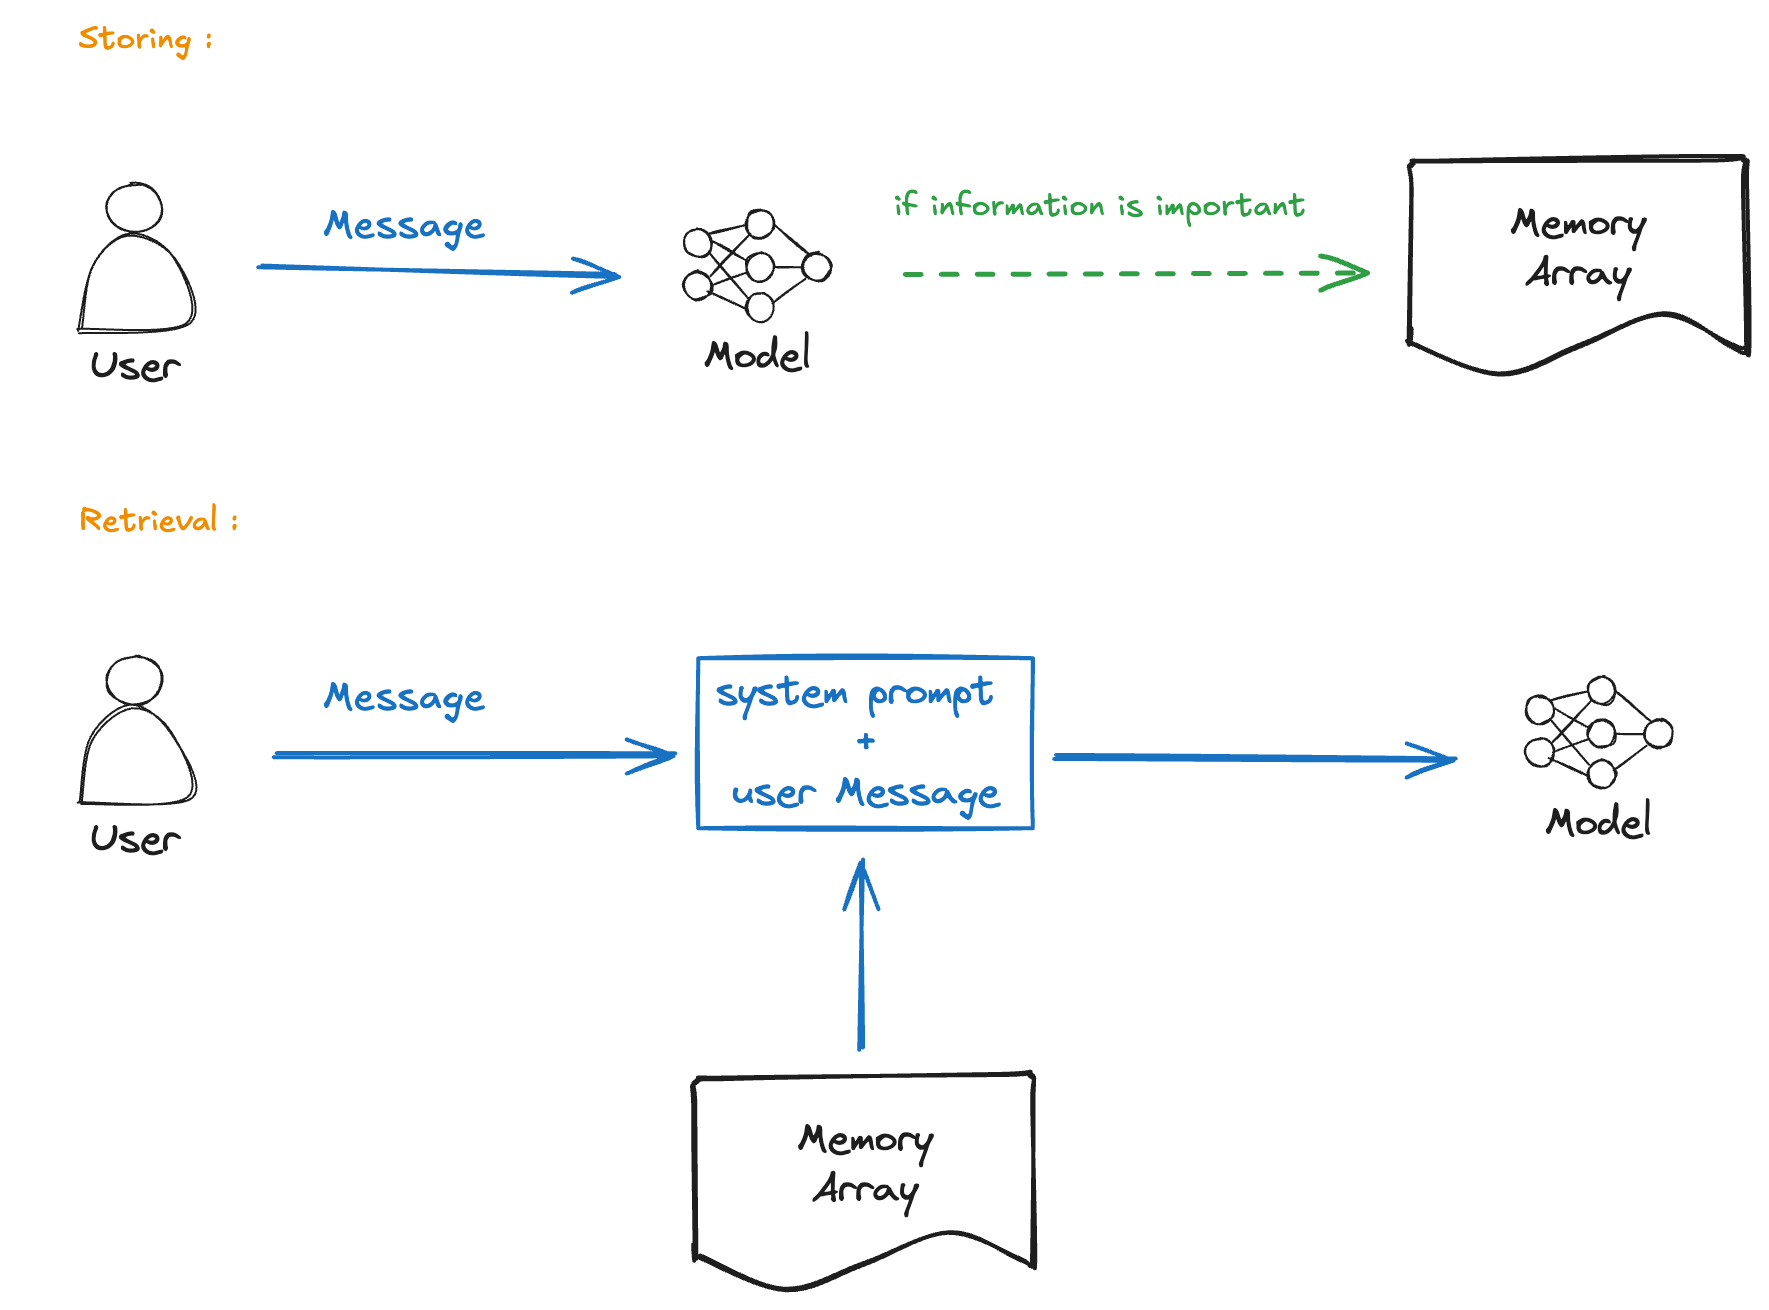 Storing :
Message
if information is important
Memory
Array
User
Model
Retrieval :
Message
system prompt
+
user Message
User
Model
Memory
Array